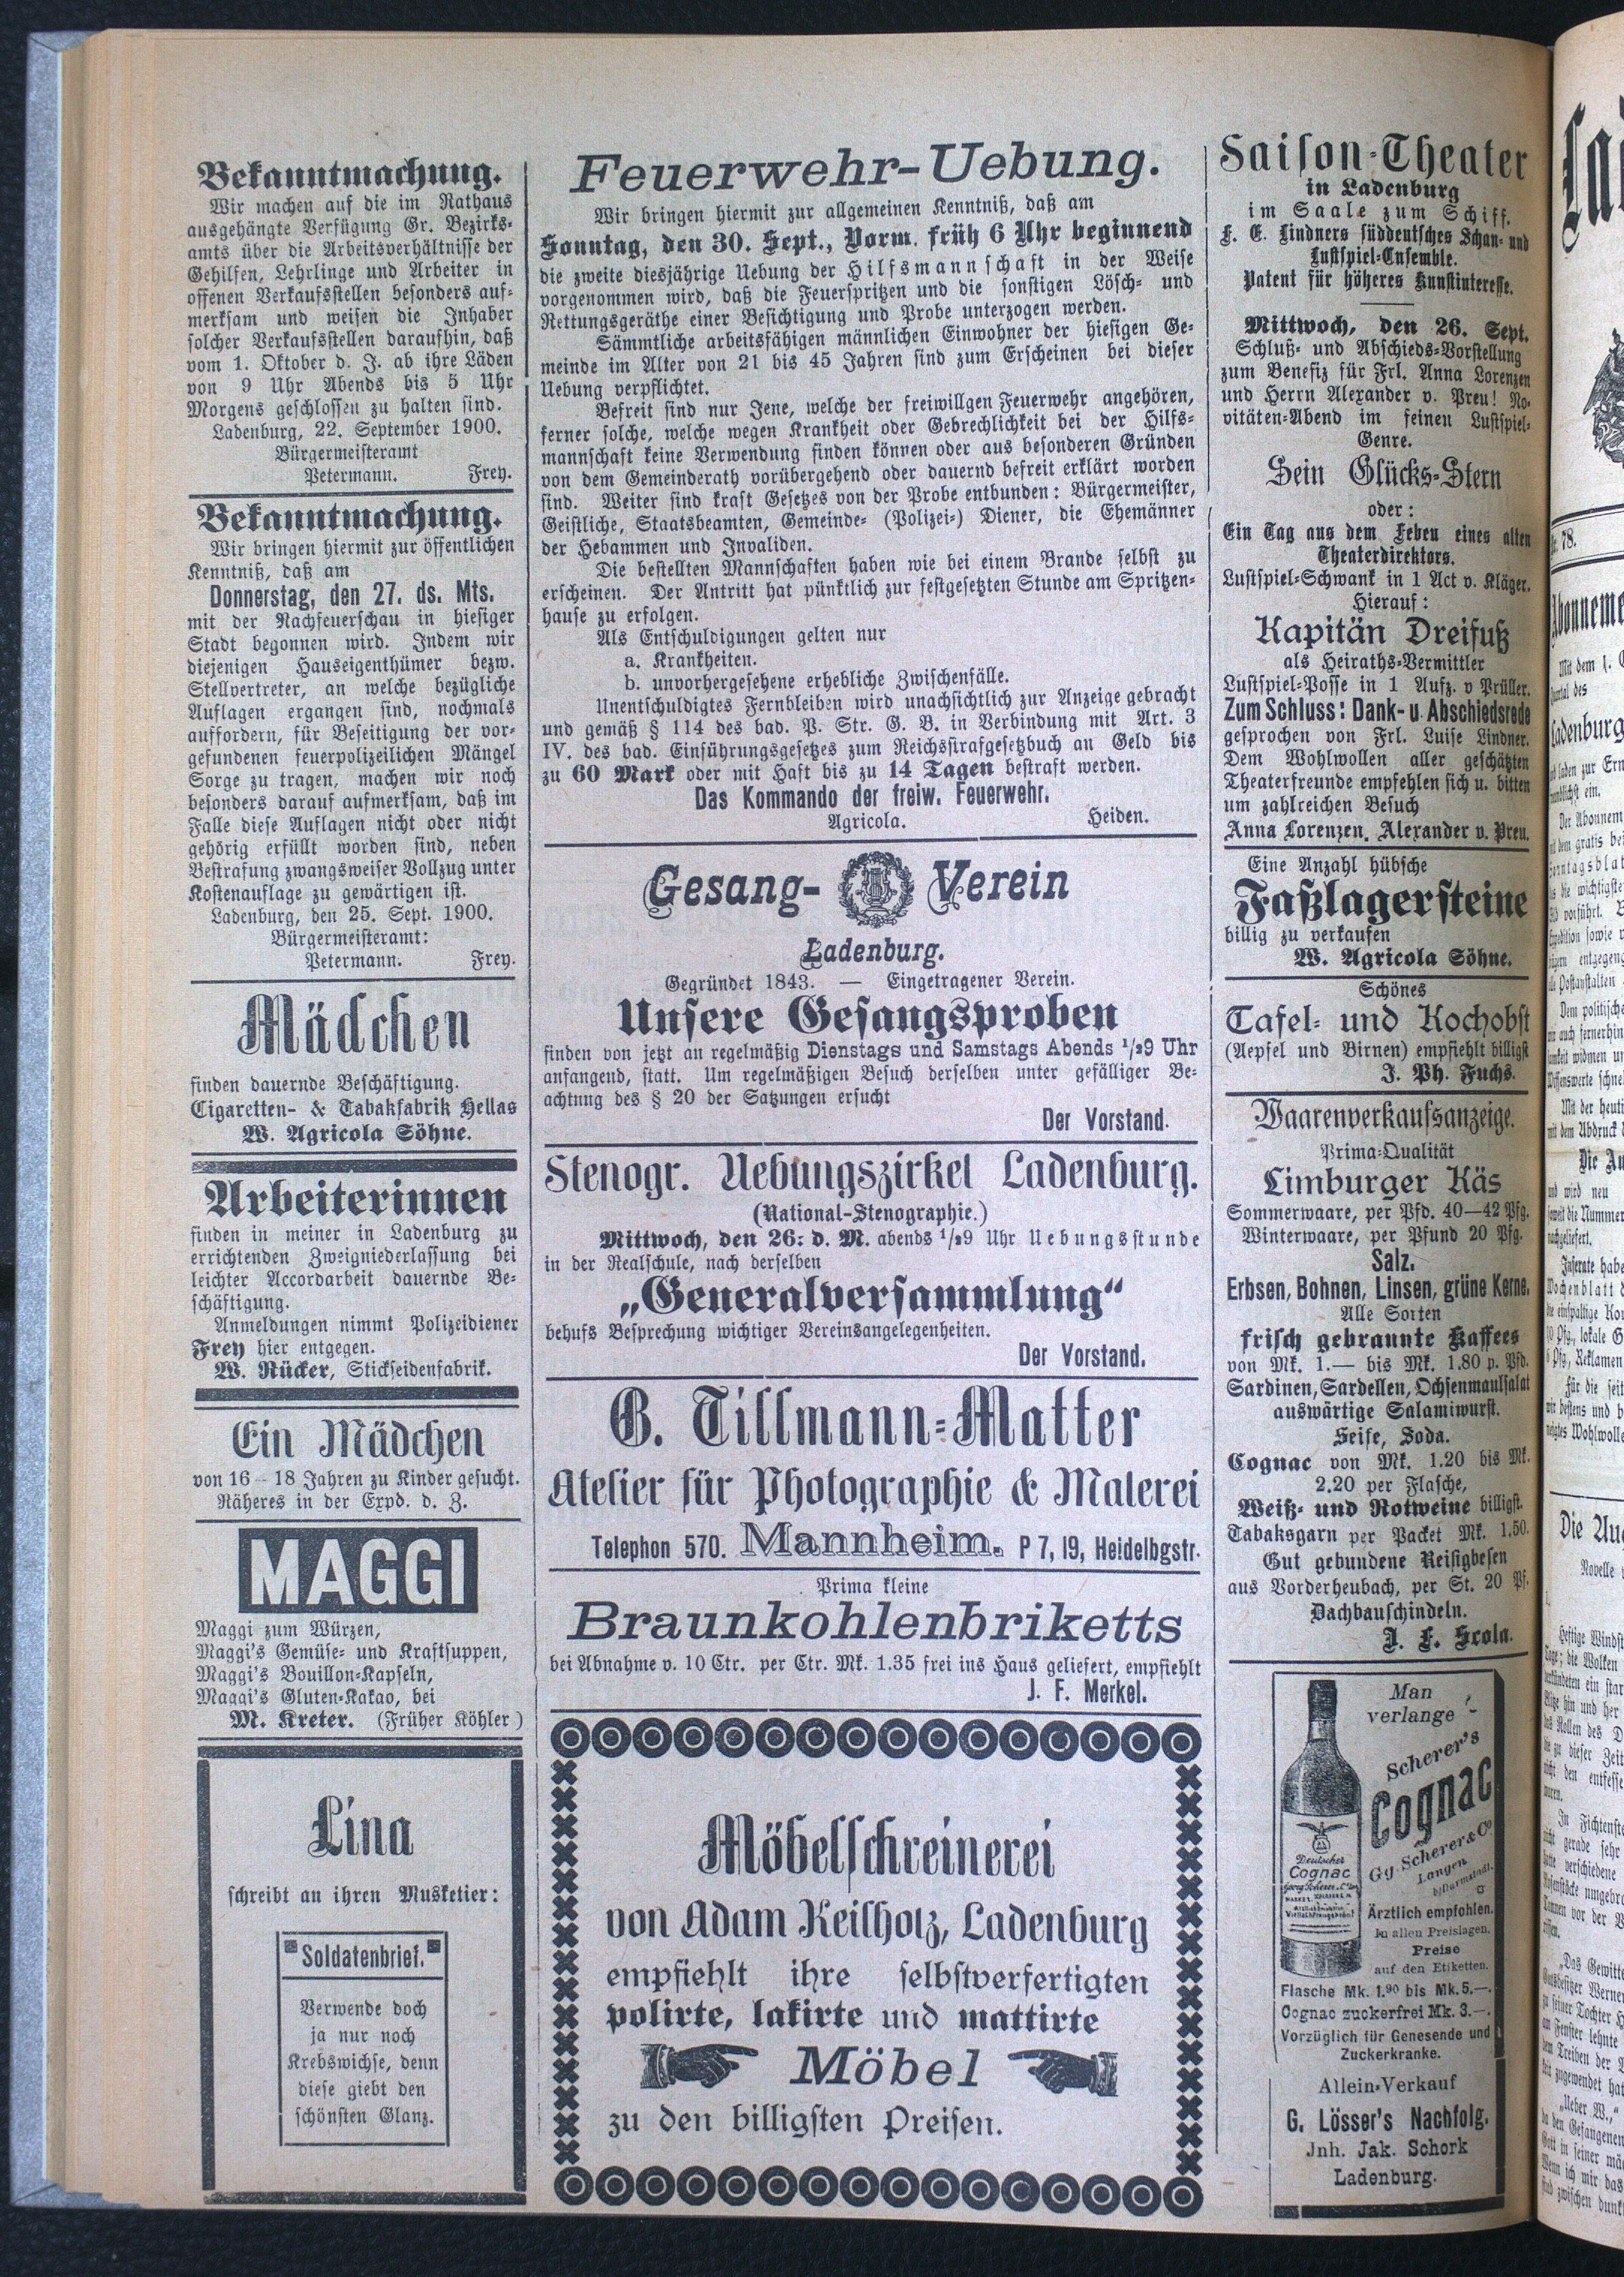 Bekanntmachung.
Wir machen auf die im Rathaus
ausgehängte Verfügung Gr. Bezirks-
amts über die Arbeitsverhältnisse der
Gehilfen, Lehrlinge und Arbeiter in
offenen Verkaufsstellen besonders auf-
merksam und weisen die Inhaber
solcher Verkaufsstellen daraufhin, daß
vom 1. Oktober d. J. ab ihre Läden
von 9 Uhr Abends bis 5 Uhr
Morgens geschlossen zu halten sind.
Ladenburg, 22. September 1900.
Bürgermeisteramt
Petermann. Frey.
Bekanntmachung.
Wir bringen hiermit zur öffentlichen
Kenntniß, daß am
Donnerstag, den 27. ds. Mts.
mit der Nachfeuerschau in hiesiger
Stadt begonnen wird. Indem wir
diejenigen Hauseigenthümer bezw.
Stellvertreter, an welche bezügliche
Auflagen ergangen sind, nochmals
auffordern, für Beseitigung der vor-
gefundenen feuerpolizeilichen Mängel
Sorge zu tragen, machen wir noch
besonders darauf aufmerksam, daß im
Falle diese Auflagen nicht oder nicht
gehörig erfüllt worden sind, neben
Bestrafung zwangsweiser Vollzug unter
Kostenauflage zu gewärtigen ist.
Ladenburg, den 25. Sept. 1900.
Bürgermeisteramt:
Petermann. Frey.
Mädchen
finden dauernde Beschäftigung.
Cigaretten- & Tabakfabrik Hellas
W. Agricola Söhne.
Arbeiterinnen
finden in meiner in Ladenburg zu
errichtenden Zweigniederlassung bei
leichter Accordarbeit dauernde Be-
schäftigung.
Anmeldungen nimmt Polizeidiener
Frey hier entgegen.
W. Rücker, Stickseidenfabrik.
Ein Mädchen
von 16-18 Jahren zu Kinder gesucht.
Näheres in der Expd. d. Z.
MAGGI
Maggi zum Würzen,
Maggi's Gemüse- und Kraftsuppen,
Maggi's Bouillon-Kapseln,
Maggi's Gluten-Kakao, bei
M. Kreter. (Früher Köhler)
Lina
schreibt an ihren Musketier:
Soldatenbrief.
Verwende doch
ja nur noch
Krebswichse, denn
diese giebt den
schönsten Glanz.
Feuerwehr-Uebung.
Wir bringen hiermit zur allgemeinen Kenntniß, daß am
Sonntag, den 30. Sept., Vorm. früh 6 Uhr beginnend
die zweite diesjährige Uebung der Hilfsmannschaft in der Weise
vorgenommen wird, daß die Feuerspritzen und die sonstigen Lösch- und
Rettungsgeräthe einer Besichtigung und Probe unterzogen werden.
Sämmtliche arbeitsfähigen männlichen Einwohner der hiesigen Ge-
meinde im Alter von 21 bis 45 Jahren sind zum Erscheinen bei dieser
Uebung verpflichtet.
Befreit sind nur Jene, welche der freiwillgen Feuerwehr angehören,
ferner solche, welche wegen Krankheit oder Gebrechlichkeit bei der Hilfs-
mannschaft keine Verwendung finden können oder aus besonderen Gründen
von dem Gemeinderath vorübergehend oder dauernd befreit erklärt worden
sind. Weiter sind kraft Gesetzes von der Probe entbunden: Bürgermeister,
Geistliche, Staatsbeamten, Gemeinde- (Polizei-) Diener, die Ehemänner
der Hebammen und Invaliden.
Die bestellten Mannschaften haben wie bei einem Brande selbst zu
erscheinen. Der Antritt hat pünktlich zur festgesetzten Stunde am Spritzen-
hause zu erfolgen.
Als Entschuldigungen gelten nur
a. Krankheiten.
b. unvorhergesehene erhebliche Zwischenfälle.
Unentschuldigtes Fernbleiben wird unachsichtlich zur Anzeige gebracht
und gemäß § 114 des bad. P. Str. G. B. in Verbindung mit Art. 3
IV. des bad. Einführungsgesetzes zum Reichsstrafgesetzbuch an Geld bis
zu 60 Mark oder mit Haft bis zu 14 Tagen bestraft werden.
Das Kommando der freiw. Feuerwehr.
Agricola. Heiden.
Gesang- Verein
Ladenburg.
Gegründet 1843. — Eingetragener Verein.
Unsere Gesangsproben
finden von jetzt an regelmäßig Dienstags und Samstags Abends 1/29 Uhr
anfangend, statt. Um regelmäßigen Besuch derselben unter gefälliger Be-
achtung des § 20 der Satzungen ersucht
Der Vorstand.
Stenogr. Uebungszirkel Ladenburg.
(National-Stenographie.)
Mittwoch, den 26. d. M. abends 1/29 Uhr Uebungsstunde
in der Realschule, nach derselben
„Generalversammlung“
behufs Besprechung wichtiger Vereinsangelegenheiten.
Der Vorstand.
G. Tillmann-Matter
Atelier für Photographie & Malerei
Telephon 570. Mannheim. P 7, 19, Heidelbgstr.
Prima kleine
Braunkohlenbriketts
bei Abnahme v. 10 Ctr. per Ctr. Mk. 1.35 frei ins Haus geliefert, empfiehlt
J. F. Merkel.
Möbelschreinerei
von Adam Keilholz, Ladenburg
empfiehlt ihre selbstverfertigten
polirte, lakirte und mattirte
Möbel
zu den billigsten Preisen.
Saison-Theater
in Ladenburg
im Saale zum Schiff.
F. E. Lindners süddeutsches Schau- und
Lustspiel-Ensemble.
Patent für höheres Kunstinteresse.
Mittwoch, den 26. Sept.
Schluß- und Abschieds-Vorstellung
zum Benefiz für Frl. Anna Lorenzen
und Herrn Alexander v. Preu! No-
vitäten-Abend im feinen Lustspiel-
Genre.
Sein Glücks-Stern
oder:
Ein Tag aus dem Leben eines alten
Theaterdirektors.
Lustspiel-Schwank in 1 Act v. Kläger.
Hierauf:
Kapitän Dreifuß
als Heiraths-Vermittler
Lustspiel-Posse in 1 Aufz. v Prüller.
Zum Schluss: Dank- u. Abschiedsrede
gesprochen von Frl. Luise Lindner.
Dem Wohlwollen aller geschätzten
Theaterfreunde empfehlen sich u. bitten
um zahlreichen Besuch
Anna Lorenzen. Alexander v. Preu.
Eine Anzahl hübsche
Faßlagersteine
billig zu verkaufen
W. Agricola Söhne.
Schönes
Tafel- und Kochobst
(Aepfel und Birnen) empfiehlt billigst
J. Ph. Fuchs.
Waarenverkaufsanzeige.
Prima-Qualität
Limburger Käs
Sommerwaare, per Pfd. 40—42 Pfg.
Winterwaare, per Pfund 20 Pfg.
Salz.
Erbsen, Bohnen, Linsen, grüne Kerne,
Alle Sorten
frisch gebrannte Kaffees
von Mk. 1.— bis Mk. 1.80 p. Pfd.
Sardinen, Sardellen, Ochsenmaulsalat
auswärtige Salamiwurst.
Seife, Soda.
Cognac von Mk. 1.20 bis Mk.
2.20 per Flasche,
Weiß- und Rotweine billigst.
Tabaksgarn per Packet Mk. 1.50.
Gut gebundene Reisigbesen
aus Vorderheubach, per St. 20 Pf.
Dachbauschindeln.
J. F. Scola.
Man
verlange
Scherer's
Cognac
Gg. Scherer & Co
Langen
b/Darmstadt.
Deutscher
Cognac
Ärztlich empfohlen.
In allen Preislagen.
Preise
auf den Etiketten.
Flasche Mk. 1.90 bis Mk. 5.—.
Cognac zuckerfrei Mk. 3.—.
Vorzüglich für Genesende und
Zuckerkranke.
Allein-Verkauf
G. Lösser's Nachfolg.
Jnh. Jak. Schork
Ladenburg.
78.